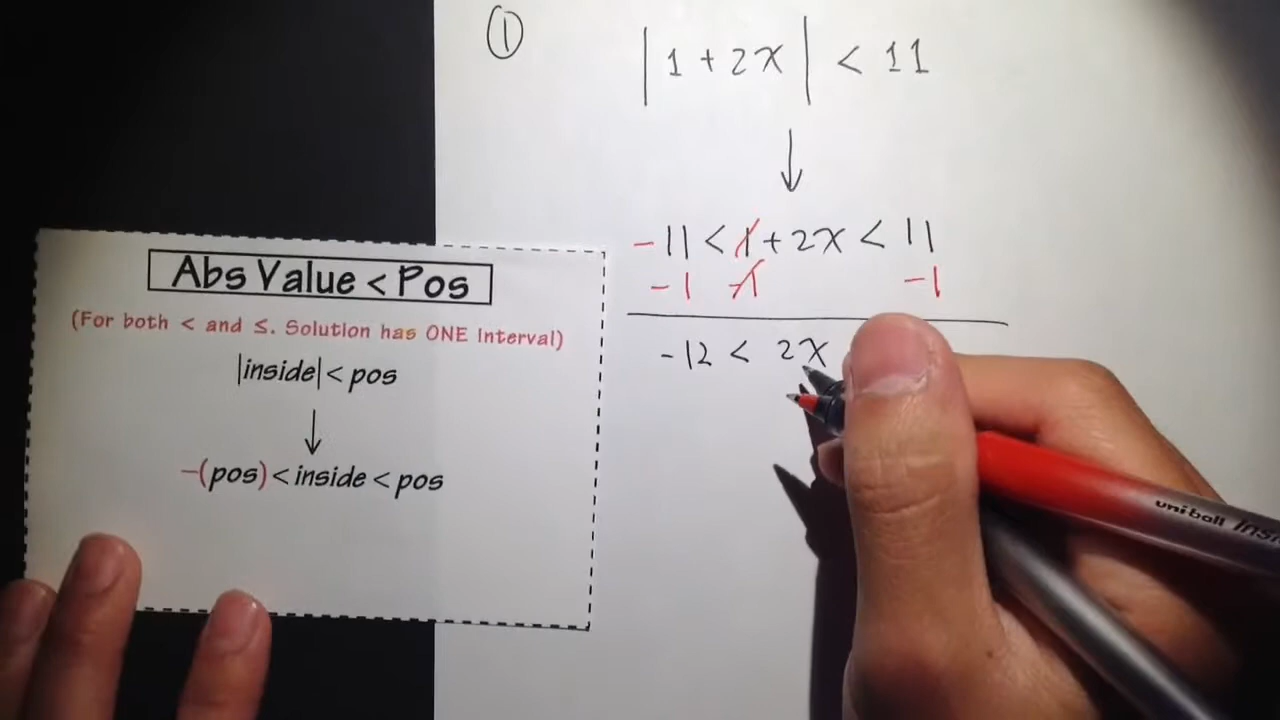 ①
|1 + 2x| < 11
↓
-11 < 1 + 2x < 11
-1 -1 -1
-12 < 2x
Abs Value < Pos
(For both < and ≤. Solution has ONE Interval)
|inside| < pos
↓
-(pos) < inside < pos
uniball